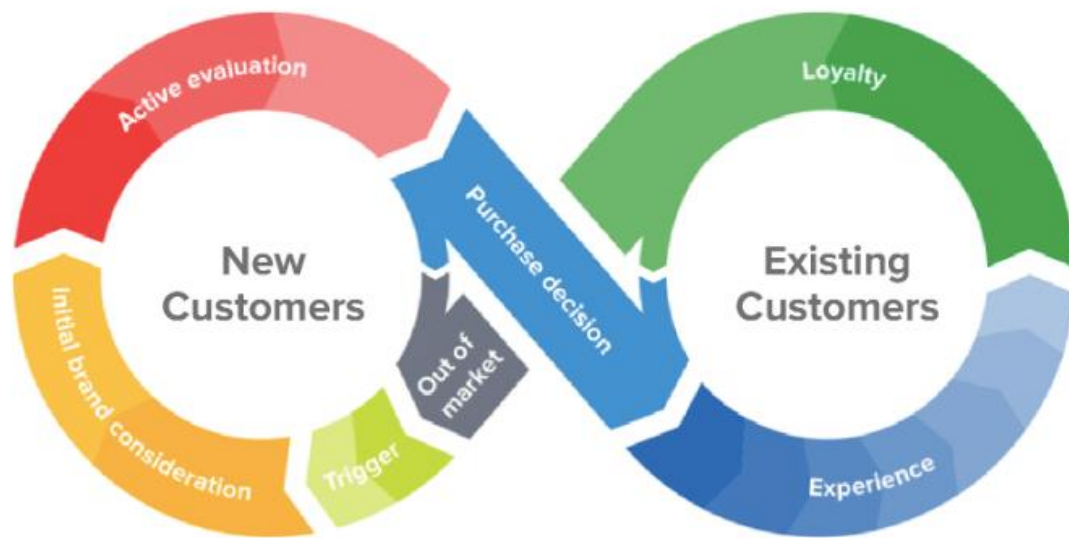 Active evaluation
Loyalty
Purchase decision
New
Customers
Existing
Customers
Initial brand consideration
Out of
market
Trigger
Experience